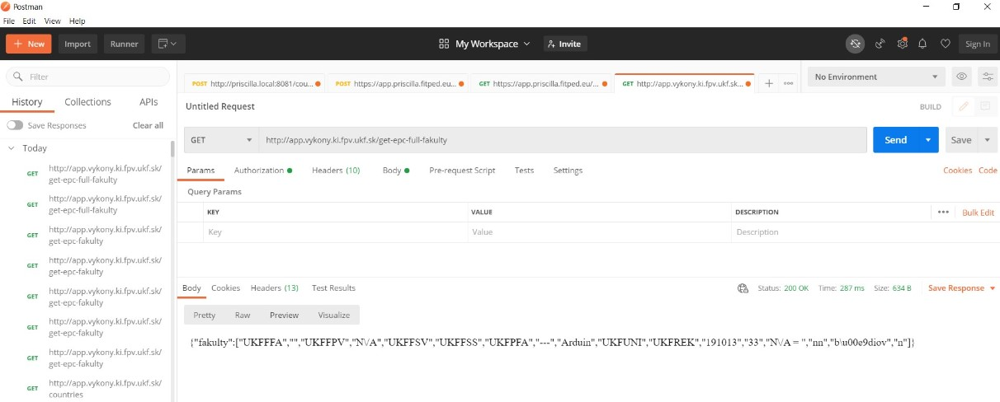 Postman
File Edit View Help
+ New Import Runner My Workspace Invite Sign In
Filter
History Collections APIs
Save Responses Clear all
Today
GET http://app.vykony.ki.fpv.ukf.sk/
get-epc-full-fakulty
GET http://app.vykony.ki.fpv.ukf.sk/
get-epc-full-fakulty
GET http://app.vykony.ki.fpv.ukf.sk/
get-epc-fakulty
GET http://app.vykony.ki.fpv.ukf.sk/
get-epc-fakulty
GET http://app.vykony.ki.fpv.ukf.sk/
get-epc-fakulty
GET http://app.vykony.ki.fpv.ukf.sk/
get-epc-fakulty
GET http://app.vykony.ki.fpv.ukf.sk/
get-epc-fakulty
GET http://app.vykony.ki.fpv.ukf.sk/
countries
POST http://priscilla.local:8081/cou... POST https://app.priscilla.fitped.eu... GET https://app.priscilla.fitped.eu/... GET http://app.vykony.ki.fpv.ukf.sk... + ••• No Environment
Untitled Request BUILD
GET http://app.vykony.ki.fpv.ukf.sk/get-epc-full-fakulty Send Save
Params Authorization Headers (10) Body Pre-request Script Tests Settings Cookies Code
Query Params
KEY VALUE DESCRIPTION ••• Bulk Edit
Key Value Description
Body Cookies Headers (13) Test Results Status: 200 OK Time: 287 ms Size: 634 B Save Response
Pretty Raw Preview Visualize
{"fakulty":["UKFFFA","","UKFFPV","N\/A","UKFFSV","UKFFSS","UKFPFA","---","Arduin","UKFUNI","UKFREK","191013","33","N\/A = ","nn","b\u00e9diov","n"]}